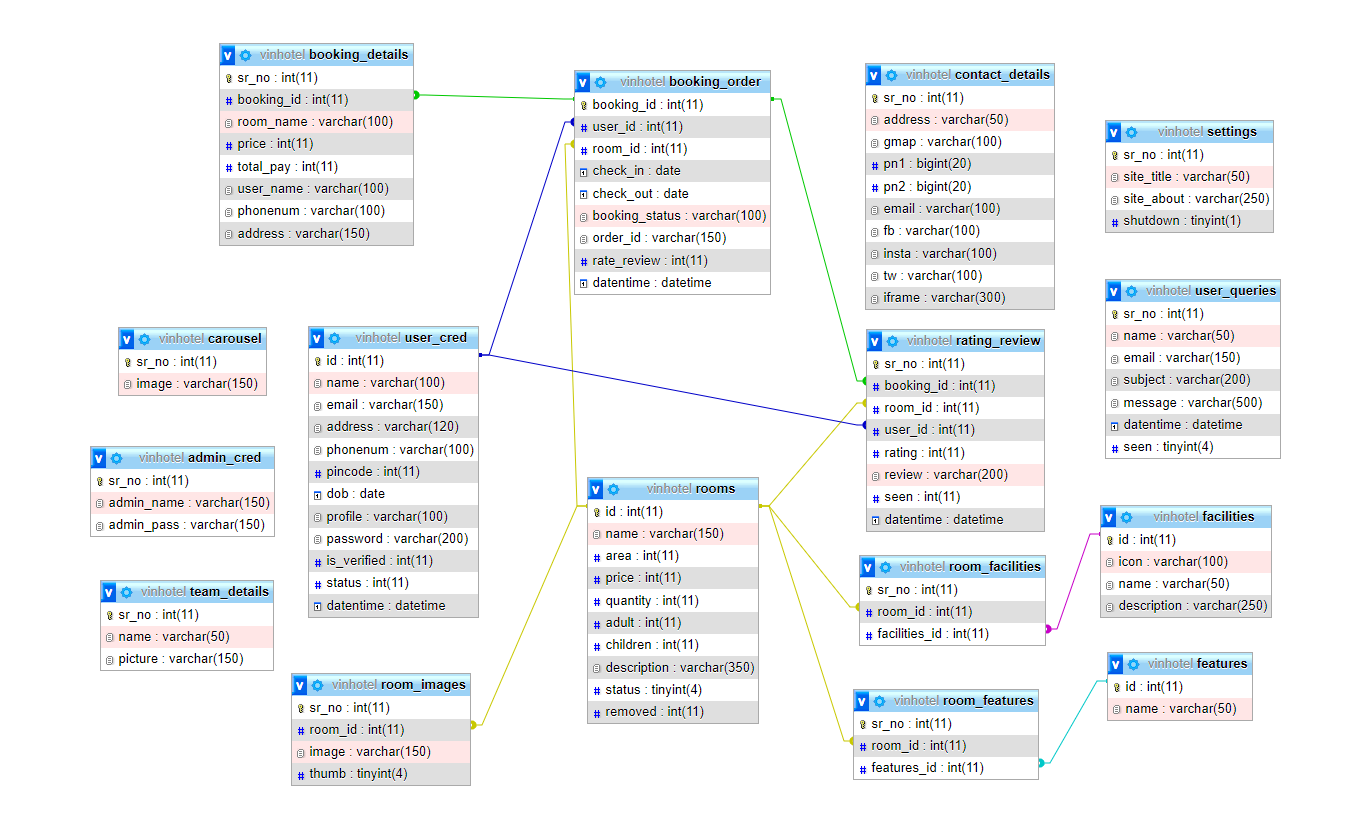 vinhotel booking_details
sr_no : int(11)
booking_id : int(11)
room_name : varchar(100)
price : int(11)
total_pay : int(11)
user_name : varchar(100)
phonenum : varchar(100)
address : varchar(150)
vinhotel booking_order
booking_id : int(11)
user_id : int(11)
room_id : int(11)
check_in : date
check_out : date
booking_status : varchar(100)
order_id : varchar(150)
rate_review : int(11)
datentime : datetime
vinhotel contact_details
sr_no : int(11)
address : varchar(50)
gmap : varchar(100)
pn1 : bigint(20)
pn2 : bigint(20)
email : varchar(100)
fb : varchar(100)
insta : varchar(100)
tw : varchar(100)
iframe : varchar(300)
vinhotel settings
sr_no : int(11)
site_title : varchar(50)
site_about : varchar(250)
shutdown : tinyint(1)
vinhotel user_queries
sr_no : int(11)
name : varchar(50)
email : varchar(150)
subject : varchar(200)
message : varchar(500)
datentime : datetime
seen : tinyint(4)
vinhotel carousel
sr_no : int(11)
image : varchar(150)
vinhotel user_cred
id : int(11)
name : varchar(100)
email : varchar(150)
address : varchar(120)
phonenum : varchar(100)
pincode : int(11)
dob : date
profile : varchar(100)
password : varchar(200)
is_verified : int(11)
status : int(11)
datentime : datetime
vinhotel rating_review
sr_no : int(11)
booking_id : int(11)
room_id : int(11)
user_id : int(11)
rating : int(11)
review : varchar(200)
seen : int(11)
datentime : datetime
vinhotel admin_cred
sr_no : int(11)
admin_name : varchar(150)
admin_pass : varchar(150)
vinhotel rooms
id : int(11)
name : varchar(150)
area : int(11)
price : int(11)
quantity : int(11)
adult : int(11)
children : int(11)
description : varchar(350)
status : tinyint(4)
removed : int(11)
vinhotel facilities
id : int(11)
icon : varchar(100)
name : varchar(50)
description : varchar(250)
vinhotel room_facilities
sr_no : int(11)
room_id : int(11)
facilities_id : int(11)
vinhotel team_details
sr_no : int(11)
name : varchar(50)
picture : varchar(150)
vinhotel features
id : int(11)
name : varchar(50)
vinhotel room_images
sr_no : int(11)
room_id : int(11)
image : varchar(150)
thumb : tinyint(4)
vinhotel room_features
sr_no : int(11)
room_id : int(11)
features_id : int(11)